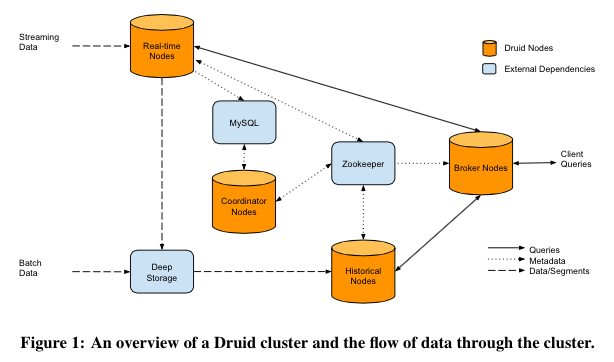 Streaming
Data
Real-time
Nodes
Druid Nodes
External Dependencies
MySQL
Zookeeper
Broker Nodes
Client
Queries
Coordinator
Nodes
Batch
Data
Deep
Storage
Historical
Nodes
Queries
Metadata
Data/Segments
Figure 1: An overview of a Druid cluster and the flow of data through the cluster.